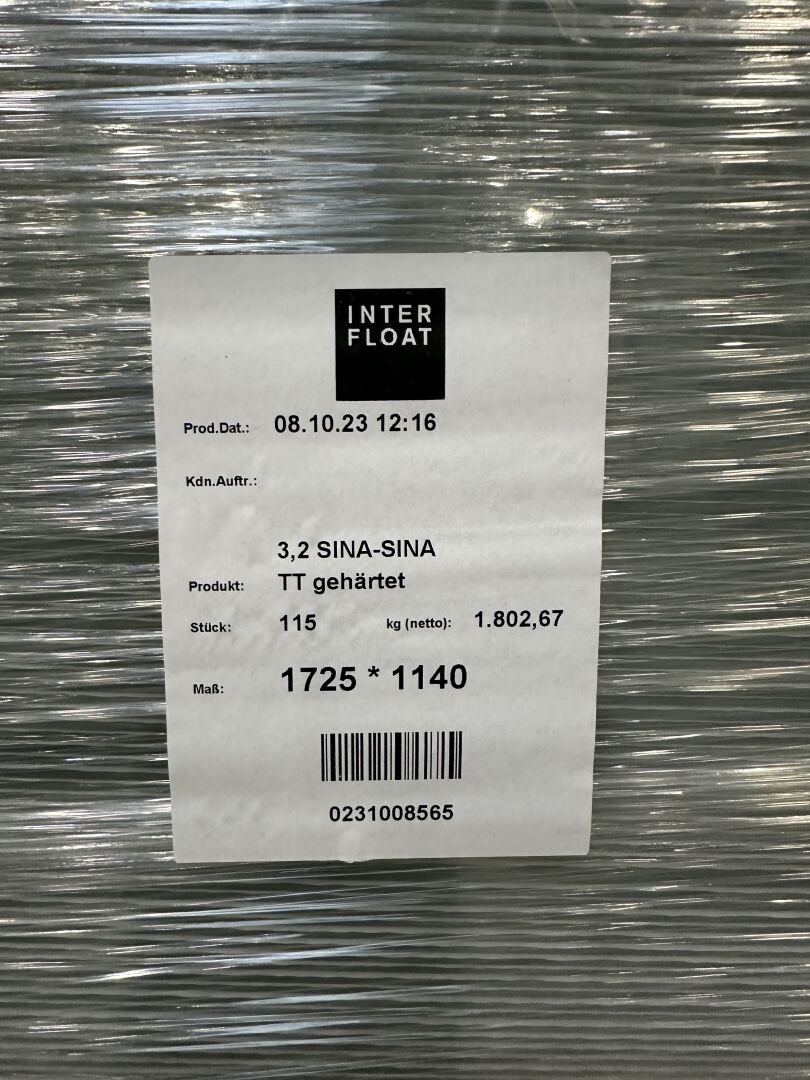 INTER
FLOAT
Prod.Dat.: 08.10.23 12:16
Kdn.Auftr.:
3,2 SINA-SINA
Produkt: TT gehärtet
Stück: 115 kg (netto): 1.802,67
Maß: 1725 * 1140
0231008565